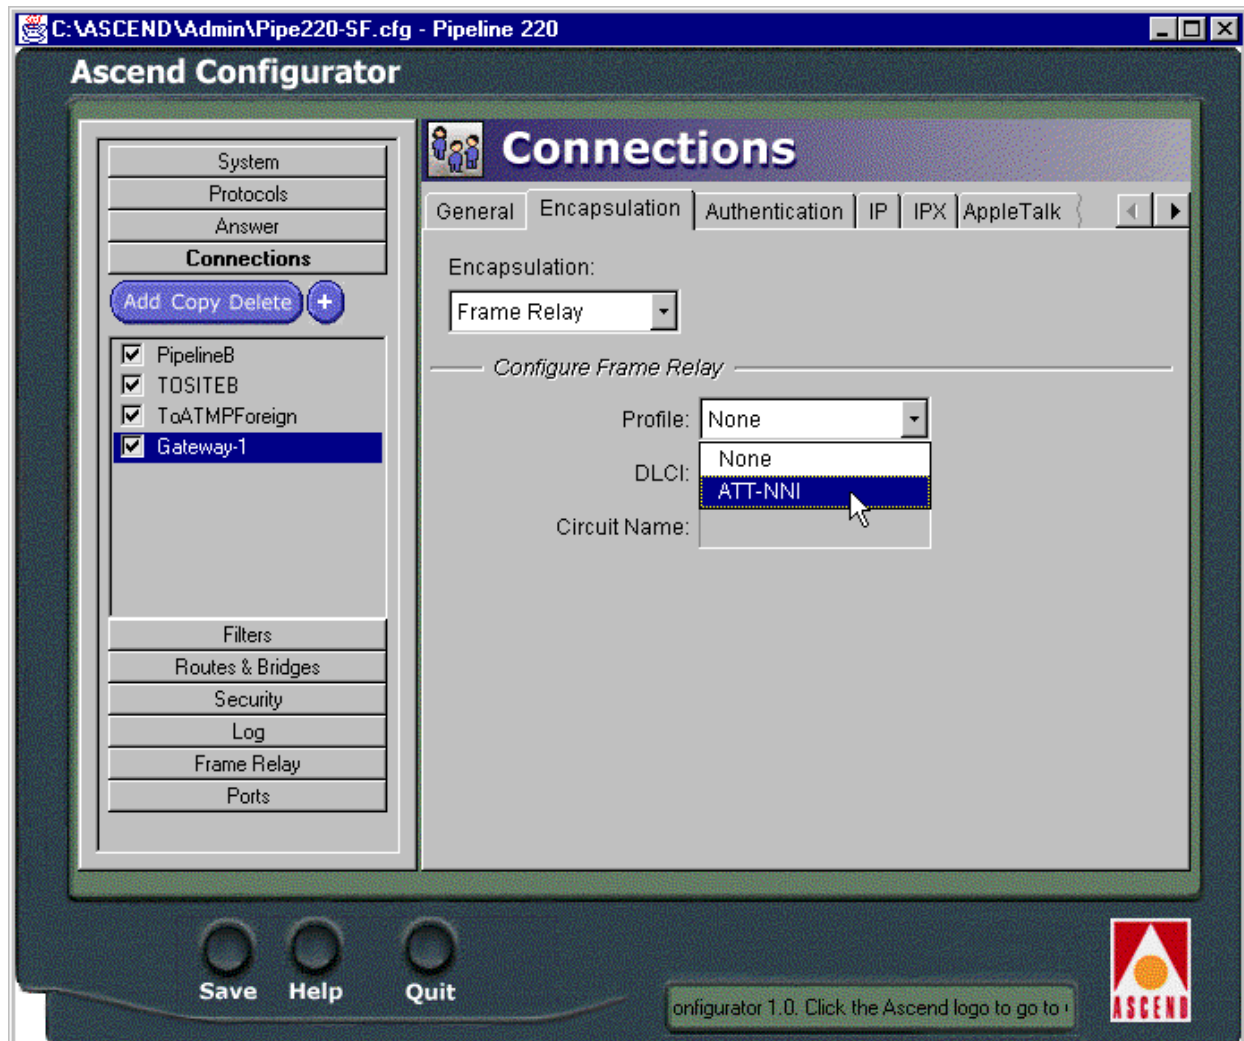 C:\ASCEND\Admin\Pipe220-SF.cfg - Pipeline 220
Ascend Configurator
System
Protocols
Answer
Connections
Add Copy Delete +
PipelineB
TOSITEB
ToATMPForeign
Gateway-1
Filters
Routes & Bridges
Security
Log
Frame Relay
Ports
Connections
General Encapsulation Authentication IP IPX AppleTalk
Encapsulation:
Frame Relay
Configure Frame Relay
Profile: None
None
DLCI:
ATT-NNI
Circuit Name:
Save Help Quit
onfigurator 1.0. Click the Ascend logo to go to
ASCEND